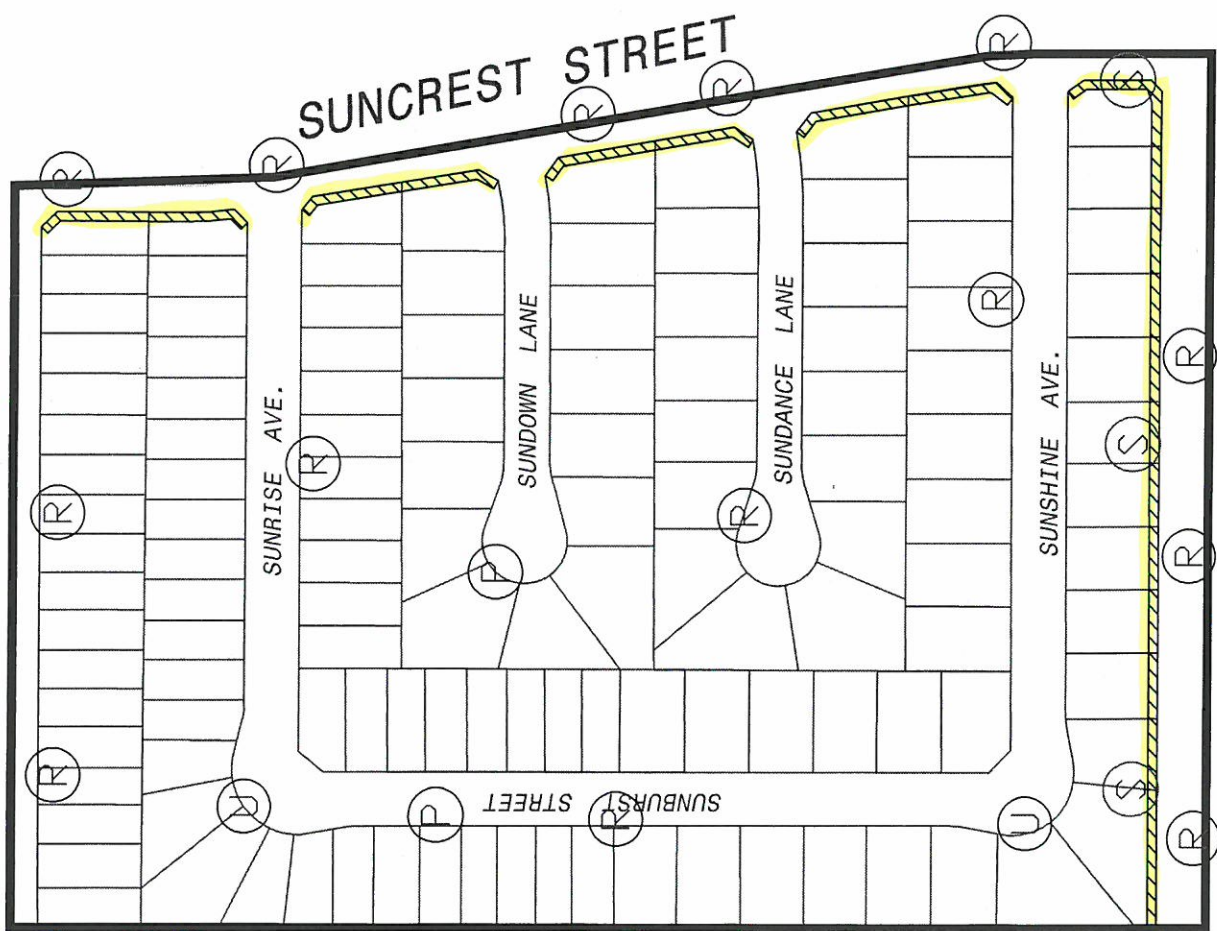 SUNCREST STREET
R
R
R
R
R
S
SUNRISE AVE.
SUNDOWN LANE
SUNDANCE LANE
SUNSHINE AVE.
R
R
S
R
R
R
R
SUNBURST STREET
R
U
P
R
U
S
R